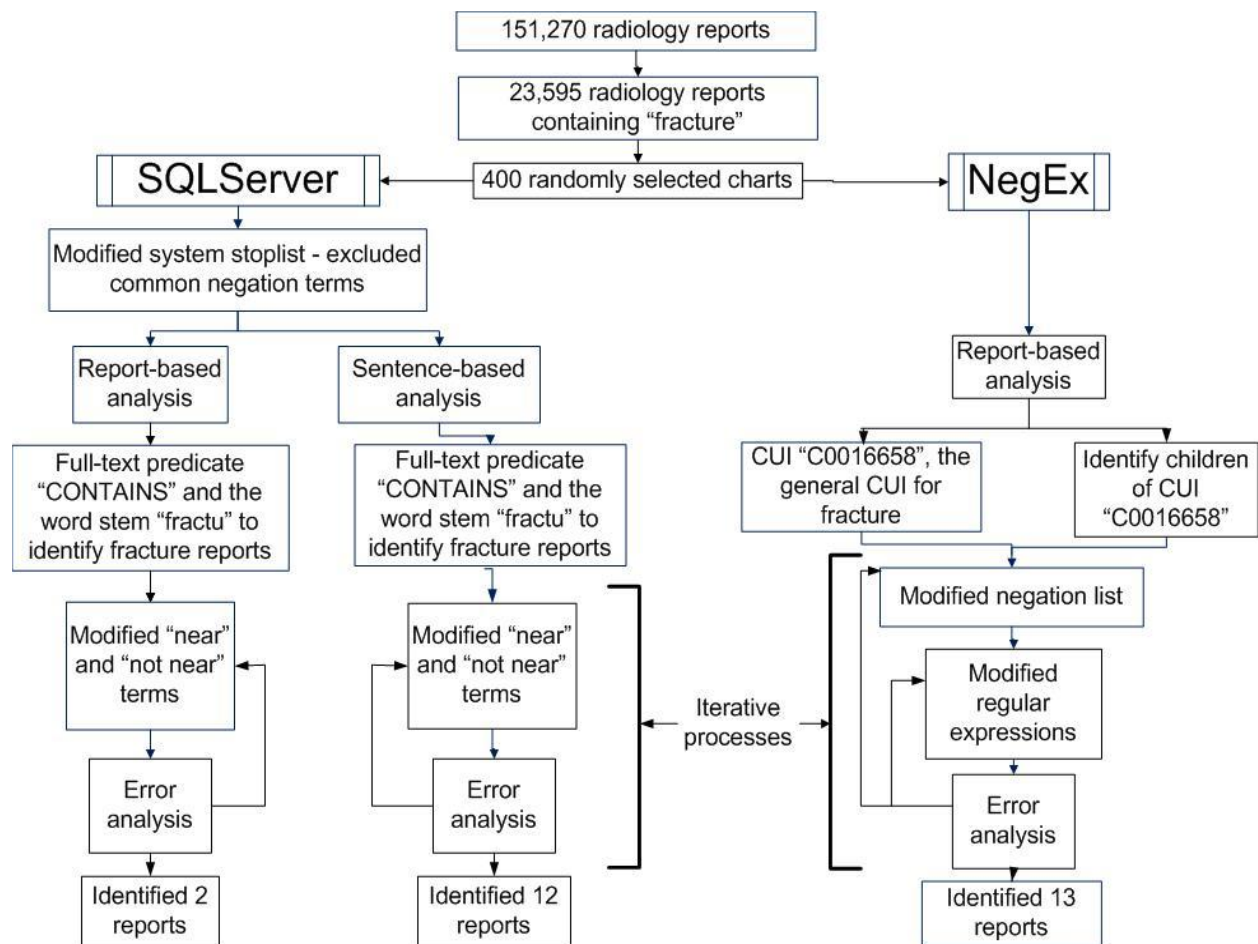 151,270 radiology reports
23,595 radiology reports
containing “fracture”
SQLServer
400 randomly selected charts
NegEx
Modified system stoplist - excluded
common negation terms
Report-based
analysis
Sentence-based
analysis
Report-based
analysis
Full-text predicate
“CONTAINS” and the
word stem “fractu” to
identify fracture reports
Full-text predicate
“CONTAINS” and the
word stem “fractu” to
identify fracture reports
CUI “C0016658”, the
general CUI for
fracture
Identify children
of CUI
“C0016658”
Modified “near”
and “not near”
terms
Modified “near”
and “not near”
terms
Iterative
processes
Modified negation list
Modified
regular
expressions
Error
analysis
Error
analysis
Error
analysis
Identified 2
reports
Identified 12
reports
Identified 13
reports